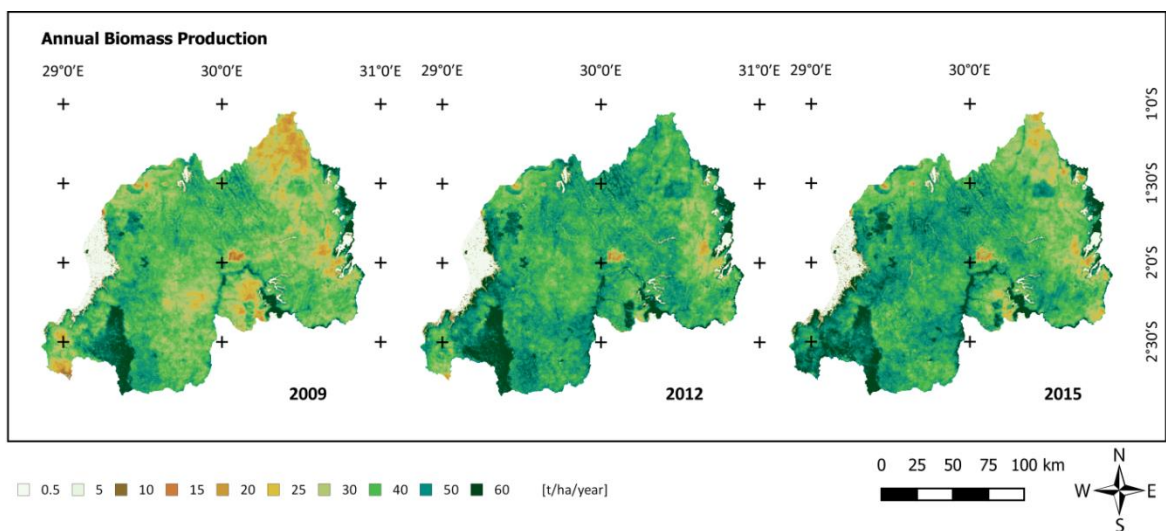 Annual Biomass Production
29°0'E 30°0'E 31°0'E 29°0'E 30°0'E 31°0'E 29°0'E 30°0'E
1°0'S
1°30'S
2°0'S
2°30'S
2009 2012 2015
0.5 5 10 15 20 25 30 40 50 60 [t/ha/year]
0 25 50 75 100 km
N
W E
S